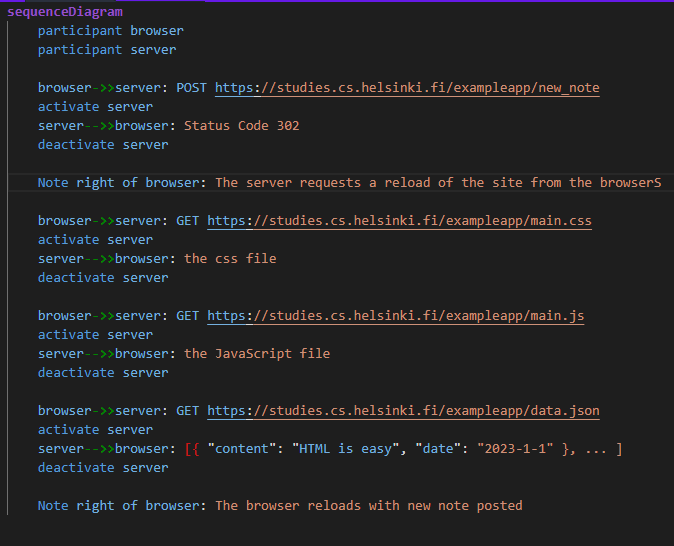 sequenceDiagram
participant browser
participant server
browser->>server: POST https://studies.cs.helsinki.fi/exampleapp/new_note
activate server
server-->>browser: Status Code 302
deactivate server
Note right of browser: The server requests a reload of the site from the browserS
browser->>server: GET https://studies.cs.helsinki.fi/exampleapp/main.css
activate server
server-->>browser: the css file
deactivate server
browser->>server: GET https://studies.cs.helsinki.fi/exampleapp/main.js
activate server
server-->>browser: the JavaScript file
deactivate server
browser->>server: GET https://studies.cs.helsinki.fi/exampleapp/data.json
activate server
server-->>browser: [{ "content": "HTML is easy", "date": "2023-1-1" }, ... ]
deactivate server
Note right of browser: The browser reloads with new note posted